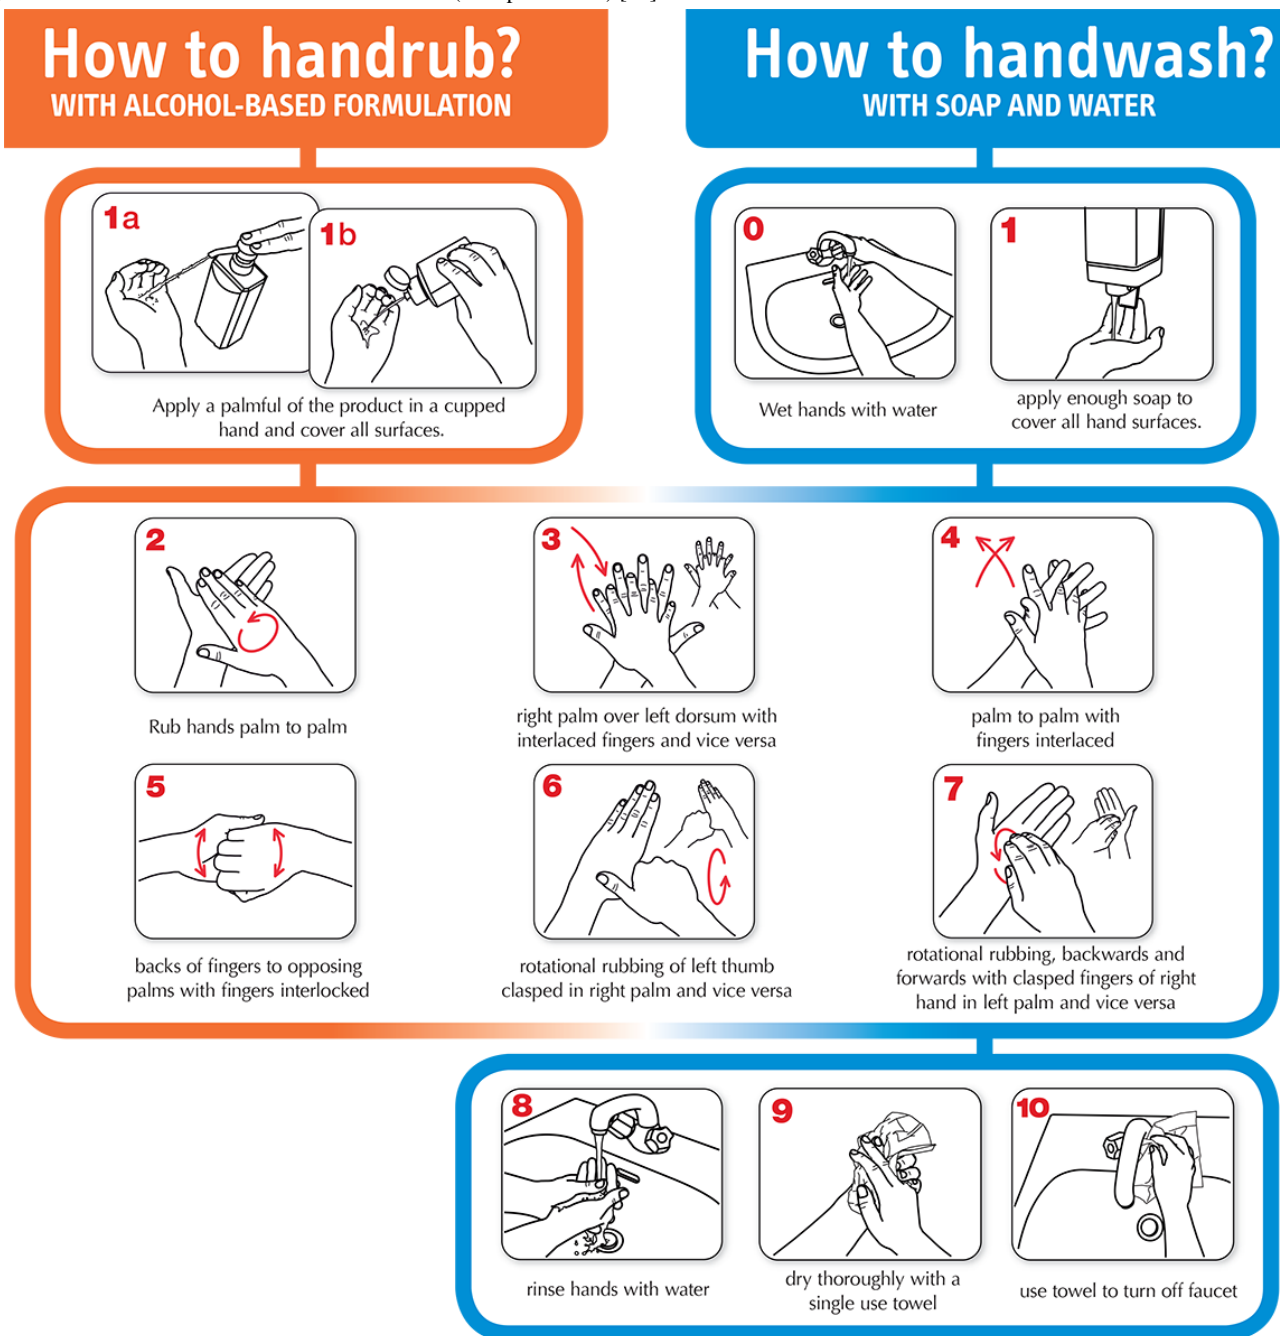 How to handrub?
WITH ALCOHOL-BASED FORMULATION
How to handwash?
WITH SOAP AND WATER
1a
1b
Apply a palmful of the product in a cupped
hand and cover all surfaces.
0
Wet hands with water
1
apply enough soap to
cover all hand surfaces.
2
Rub hands palm to palm
3
right palm over left dorsum with
interlaced fingers and vice versa
4
palm to palm with
fingers interlaced
5
backs of fingers to opposing
palms with fingers interlocked
6
rotational rubbing of left thumb
clasped in right palm and vice versa
7
rotational rubbing, backwards and
forwards with clasped fingers of right
hand in left palm and vice versa
8
rinse hands with water
9
dry thoroughly with a
single use towel
10
use towel to turn off faucet